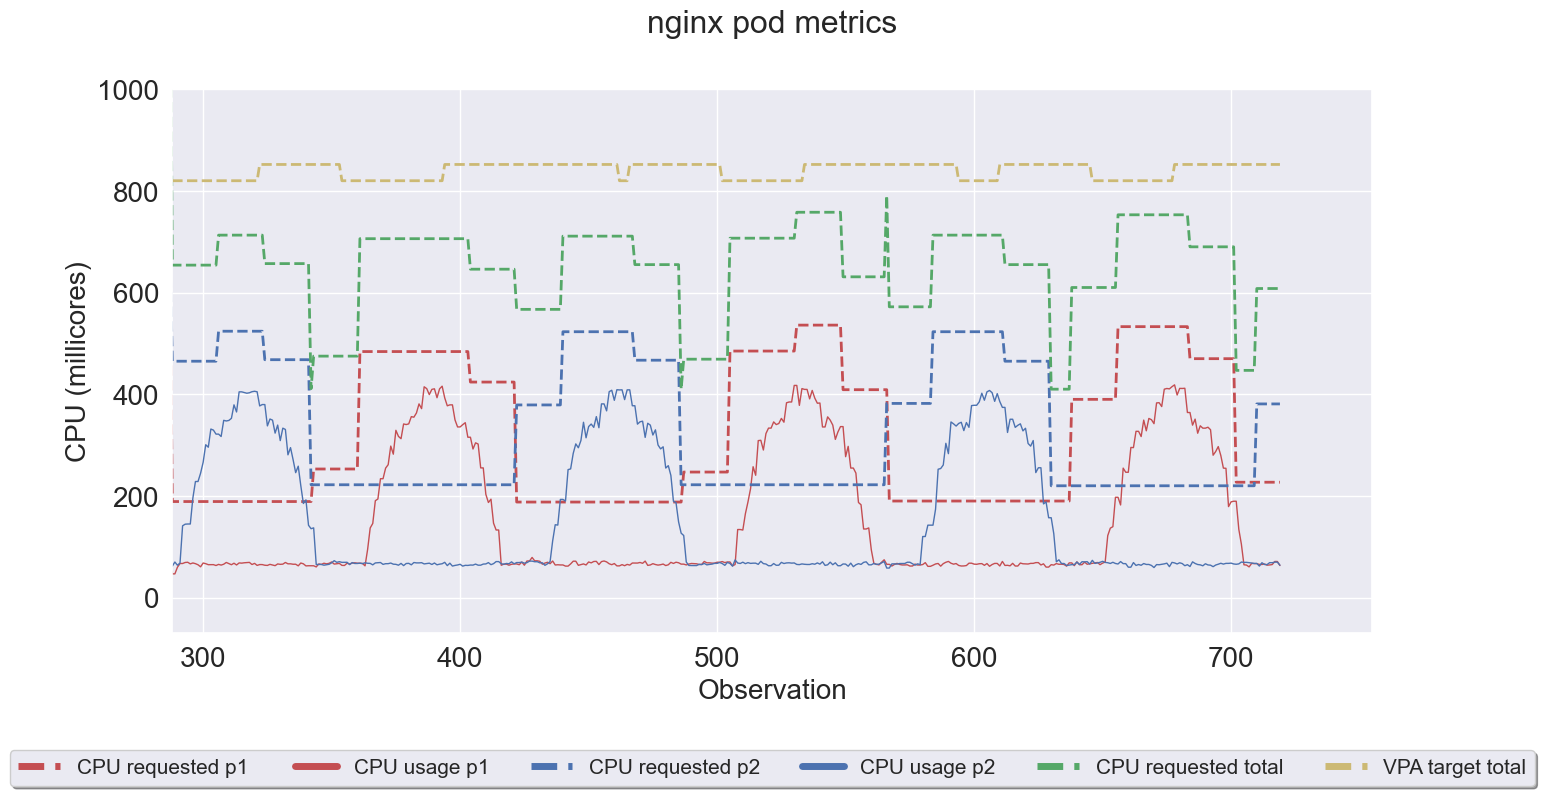 nginx pod metrics
1000
800
600
400
200
0
CPU (millicores)
300 400 500 600 700
Observation
CPU requested p1 CPU usage p1 CPU requested p2 CPU usage p2 CPU requested total VPA target total